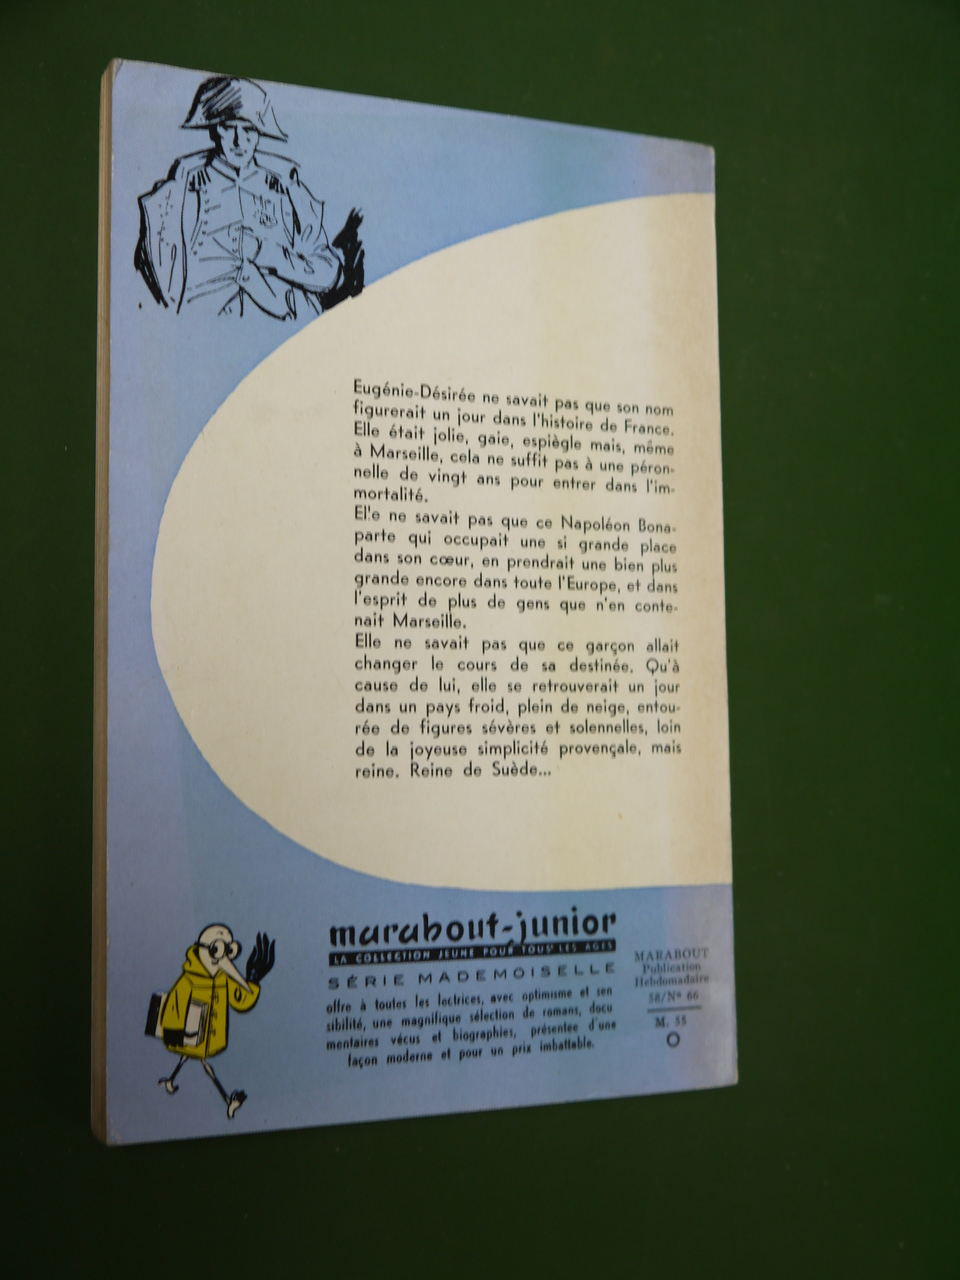 Eugénie-Désirée ne savait pas que son nom
figurerait un jour dans l'histoire de France.
Elle était jolie, gaie, espiègle mais, même
à Marseille, cela ne suffit pas à une péron-
nelle de vingt ans pour entrer dans l'im-
mortalité.
El'e ne savait pas que ce Napoléon Bona-
parte qui occupait une si grande place
dans son cœur, en prendrait une bien plus
grande encore dans toute l'Europe, et dans
l'esprit de plus de gens que n'en conte-
nait Marseille.
Elle ne savait pas que ce garçon allait
changer le cours de sa destinée. Qu'à
cause de lui, elle se retrouverait un jour
dans un pays froid, plein de neige, entou-
rée de figures sévères et solennelles, loin
de la joyeuse simplicité provençale, mais
reine. Reine de Suède...
marabout-junior
LA COLLECTION JEUNE POUR TOUS LES AGES
SÉRIE MADEMOISELLE
offre à toutes les lectrices, avec optimisme et sen
sibilité, une magnifique sélection de romans, docu
mentaires vécus et biographies, présentée d'une
façon moderne et pour un prix imbattable.
MARABOUT
Publication
Hebdomadaire
58/N° 66
M. 55
O